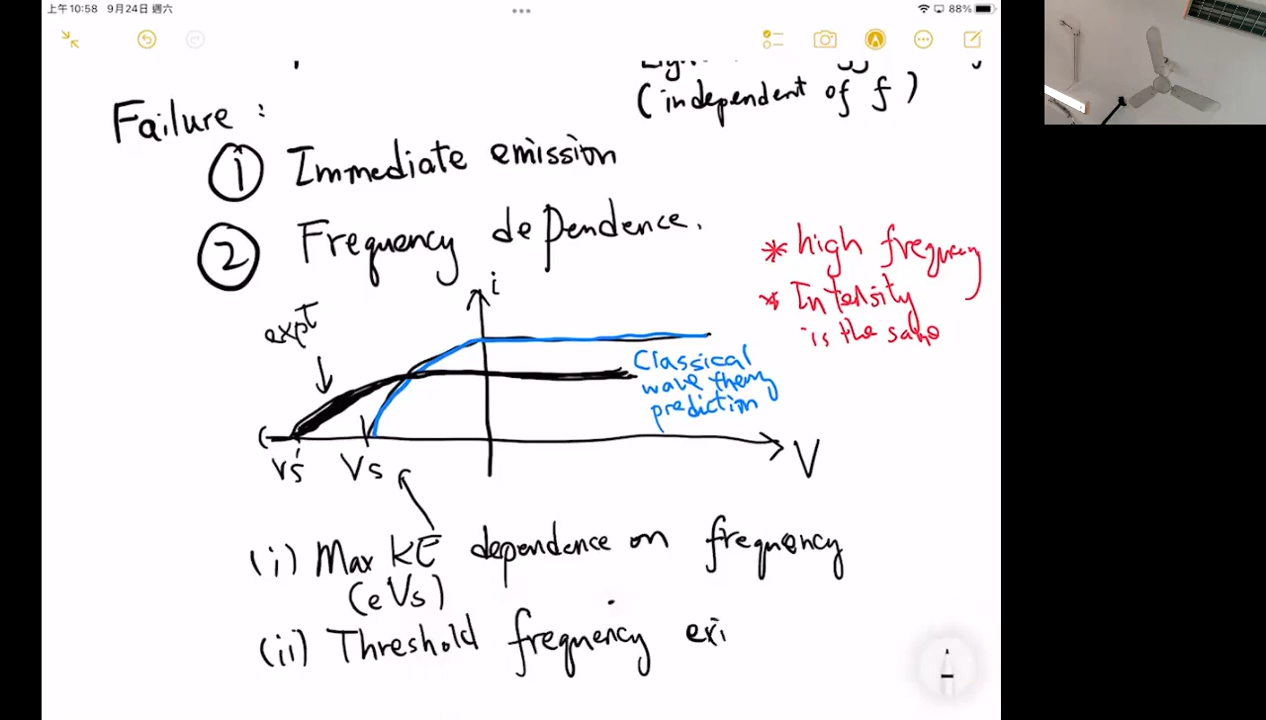 上午10:58 9月24日 週六
88%
(independent of f)
Failure:
① Immediate emission
② Frequency dependence.
* high frequency
* Intensity
is the same
i
expT
Classical
wave theory
prediction
Vs' Vs
V
(i) Max KE dependence on frequency
(eVs)
(ii) Threshold frequency exi